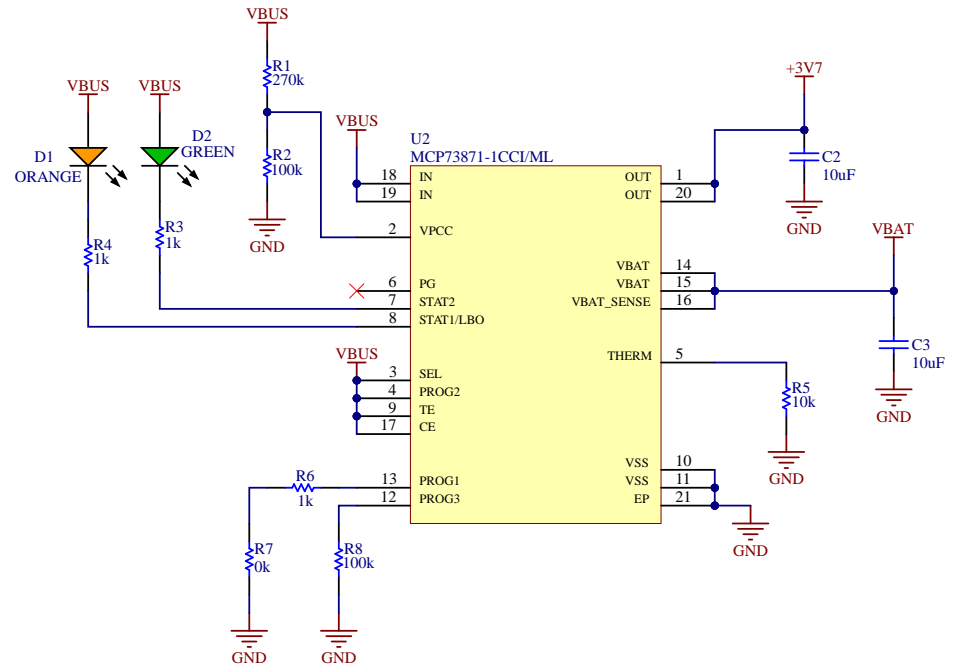 VBUS
R1
270k
+3V7
VBUS
VBUS
VBUS
U2
MCP73871-1CCI/ML
D1
ORANGE
D2
GREEN
R2
100k
GND
C2
10uF
GND
VBAT
18 IN
19 IN
2 VPCC
6 PG
7 STAT2
8 STAT1/LBO
OUT 1
OUT 20
VBAT 14
VBAT 15
VBAT_SENSE 16
THERM 5
R4
1k
R3
1k
C3
10uF
GND
VBUS
3 SEL
4 PROG2
9 TE
17 CE
R5
10k
GND
VSS 10
VSS 11
EP 21
GND
R6
1k
13 PROG1
12 PROG3
R7
0k
R8
100k
GND
GND